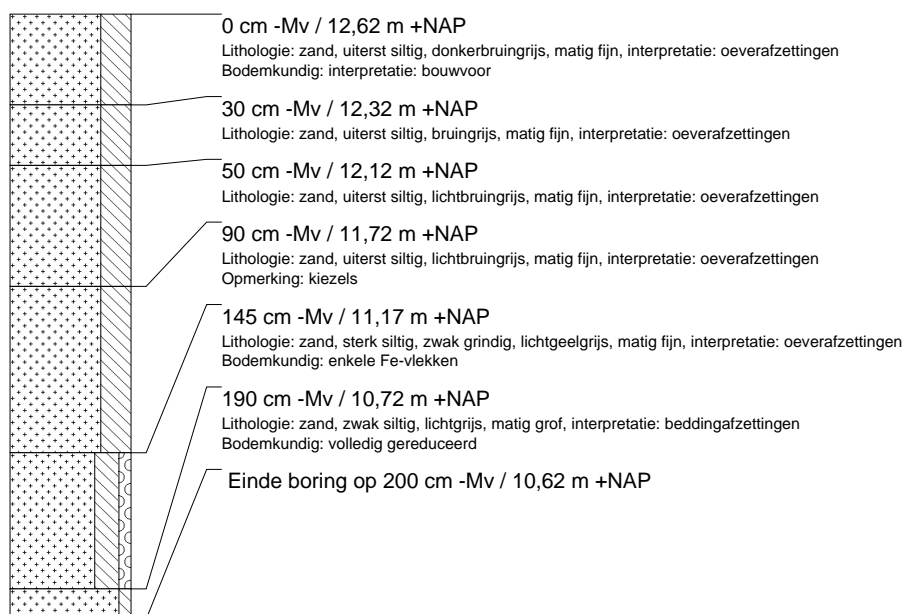 0 cm -Mv / 12,62 m +NAP
Lithologie: zand, uiterst siltig, donkerbruingrijs, matig fijn, interpretatie: oeverafzettingen
Bodemkundig: interpretatie: bouwvoor
30 cm -Mv / 12,32 m +NAP
Lithologie: zand, uiterst siltig, bruingrijs, matig fijn, interpretatie: oeverafzettingen
50 cm -Mv / 12,12 m +NAP
Lithologie: zand, uiterst siltig, lichtbruingrijs, matig fijn, interpretatie: oeverafzettingen
90 cm -Mv / 11,72 m +NAP
Lithologie: zand, uiterst siltig, lichtbruingrijs, matig fijn, interpretatie: oeverafzettingen
Opmerking: kiezels
145 cm -Mv / 11,17 m +NAP
Lithologie: zand, sterk siltig, zwak grindig, lichtgeelgrijs, matig fijn, interpretatie: oeverafzettingen
Bodemkundig: enkele Fe-vlekken
190 cm -Mv / 10,72 m +NAP
Lithologie: zand, zwak siltig, lichtgrijs, matig grof, interpretatie: beddingafzettingen
Bodemkundig: volledig gereduceerd
Einde boring op 200 cm -Mv / 10,62 m +NAP